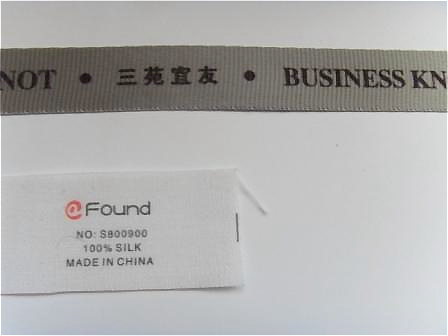 NOT • 三苑宜友 • BUSINESS KN
@Found
NO: S800900
100% SILK
MADE IN CHINA